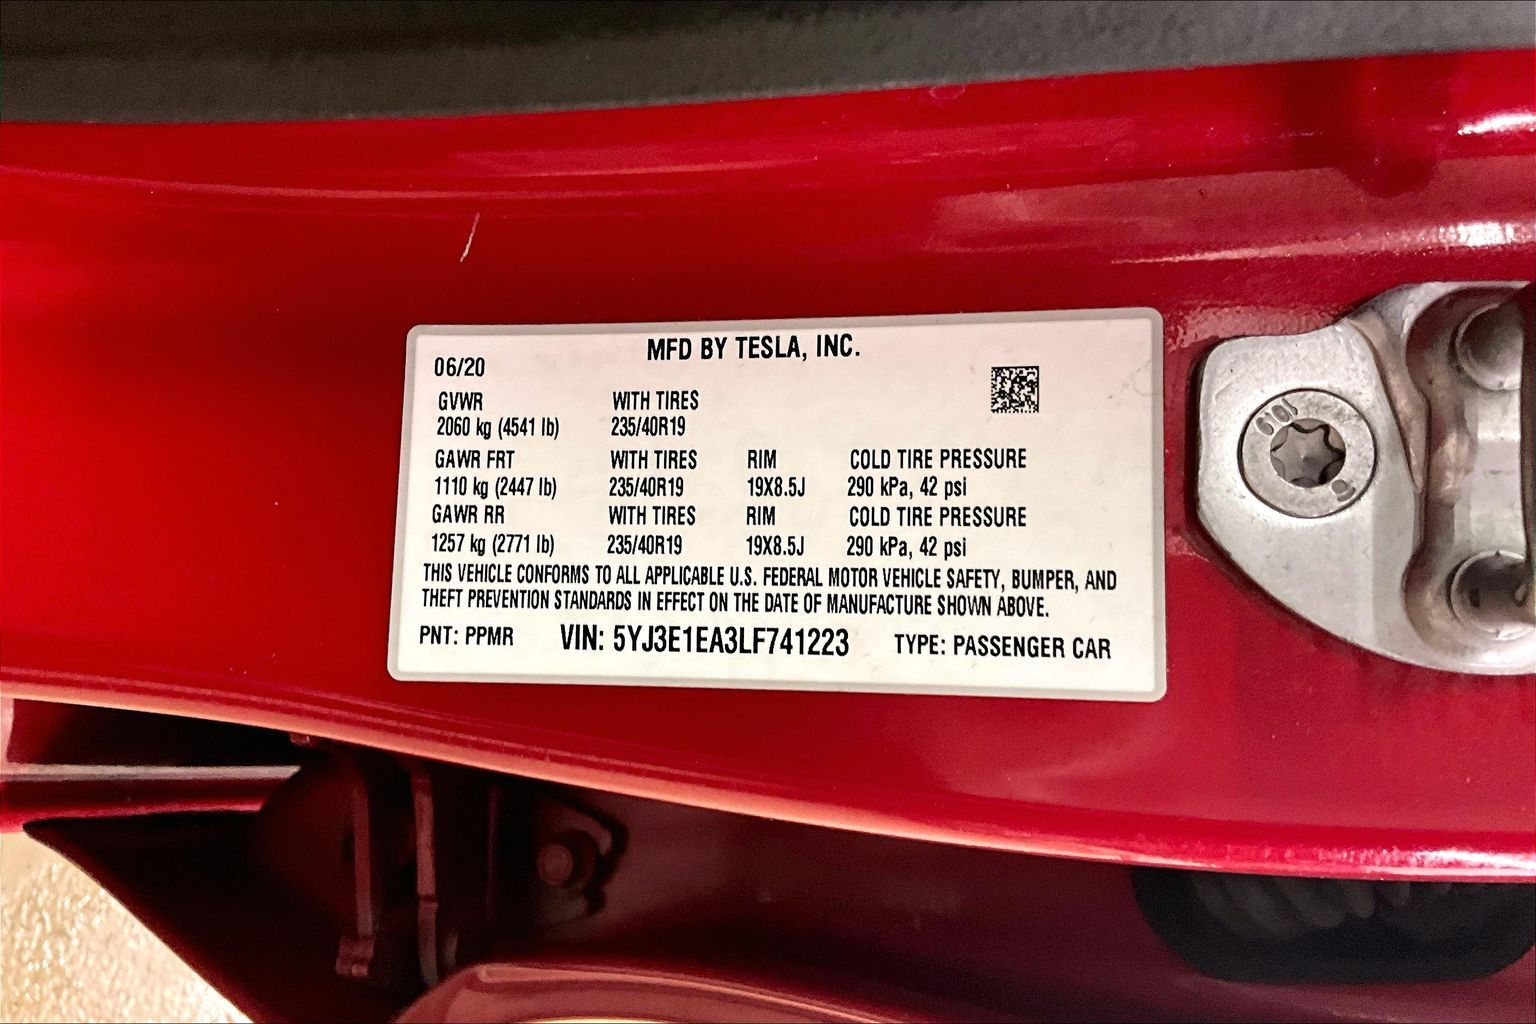 MFD BY TESLA, INC.
06/20
GVWR WITH TIRES
2060 kg (4541 lb) 235/40R19
GAWR FRT WITH TIRES RIM COLD TIRE PRESSURE
1110 kg (2447 lb) 235/40R19 19X8.5J 290 kPa, 42 psi
GAWR RR WITH TIRES RIM COLD TIRE PRESSURE
1257 kg (2771 lb) 235/40R19 19X8.5J 290 kPa, 42 psi
THIS VEHICLE CONFORMS TO ALL APPLICABLE U.S. FEDERAL MOTOR VEHICLE SAFETY, BUMPER, AND
THEFT PREVENTION STANDARDS IN EFFECT ON THE DATE OF MANUFACTURE SHOWN ABOVE.
PNT: PPMR VIN: 5YJ3E1EA3LF741223 TYPE: PASSENGER CAR